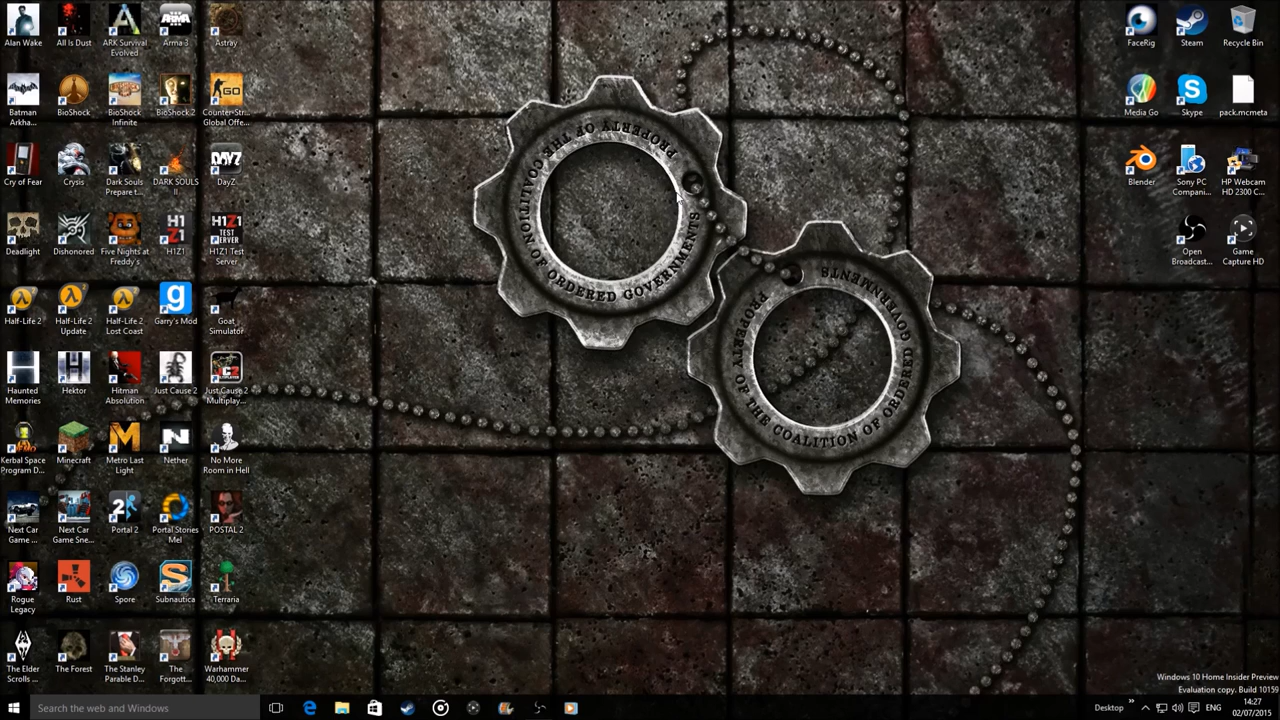 Alan Wake
All Is Dust
ARK Survival
Evolved
Arma 3
Astray
FaceRig
Steam
Recycle Bin
Batman
Arkha...
BioShock
BioShock
Infinite
BioShock 2
Counter-Str...
Global Offe...
Media Go
Skype
pack.mcmeta
Cry of Fear
Crysis
Dark Souls
Prepare t...
DARK SOULS
II
DayZ
Blender
Sony PC
Compani...
HP Webcam
HD 2300 C...
Deadlight
Dishonored
Five Nights at
Freddy's
H1Z1
H1Z1 Test
Server
Open
Broadcast...
Game
Capture HD
Half-Life 2
Half-Life 2
Update
Half-Life 2
Lost Coast
Garry's Mod
Goat
Simulator
Haunted
Memories
Hektor
Hitman
Absolution
Just Cause 2
Just Cause 2
Multiplay...
Kerbal Space
Program D...
Minecraft
Metro Last
Light
Nether
No More
Room in Hell
Next Car
Game ...
Next Car
Game Sne...
Portal 2
Portal Stories
Mel
POSTAL 2
Rogue
Legacy
Rust
Spore
Subnautica
Terraria
The Elder
Scrolls ...
The Forest
The Stanley
Parable D...
The
Forgott...
Warhammer
40,000 Da...
PROPERTY OF THE COALITION OF ORDERED GOVERNMENTS
PROPERTY OF THE COALITION OF ORDERED GOVERNMENTS
Windows 10 Home Insider Preview
Evaluation copy. Build 10159
Search the web and Windows
Desktop
ENG
14:27
02/07/2015